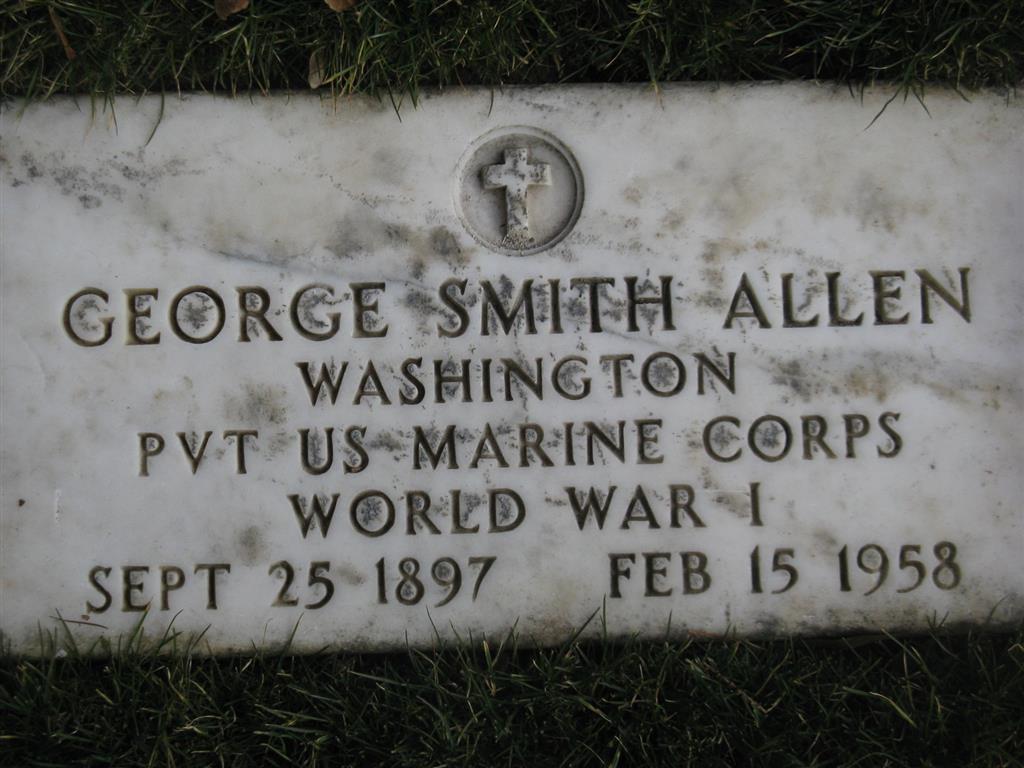 GEORGE SMITH ALLEN
WASHINGTON
PVT US MARINE CORPS
WORLD WAR I
SEPT 25 1897 FEB 15 1958